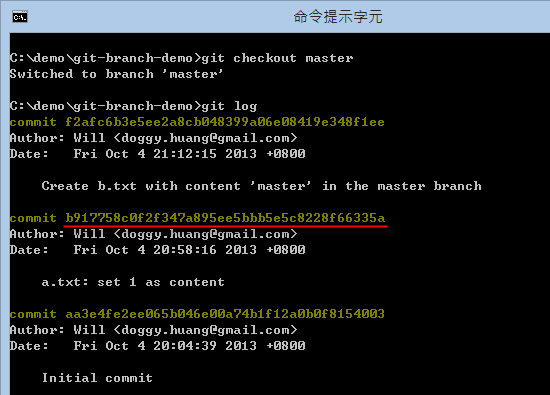 命令提示字元
C:\demo\git-branch-demo>git checkout master
Switched to branch 'master'
C:\demo\git-branch-demo>git log
commit f2afc6b3e5ee2a8cb048399a06e08419e348f1ee
Author: Will <doggy.huang@gmail.com>
Date:   Fri Oct 4 21:12:15 2013 +0800
Create b.txt with content 'master' in the master branch
commit b917758c0f2f347a895ee5bbb5e5c8228f66335a
Author: Will <doggy.huang@gmail.com>
Date:   Fri Oct 4 20:58:16 2013 +0800
a.txt: set 1 as content
commit aa3e4fe2ee065b046e00a74b1f12a0b0f8154003
Author: Will <doggy.huang@gmail.com>
Date:   Fri Oct 4 20:04:39 2013 +0800
Initial commit